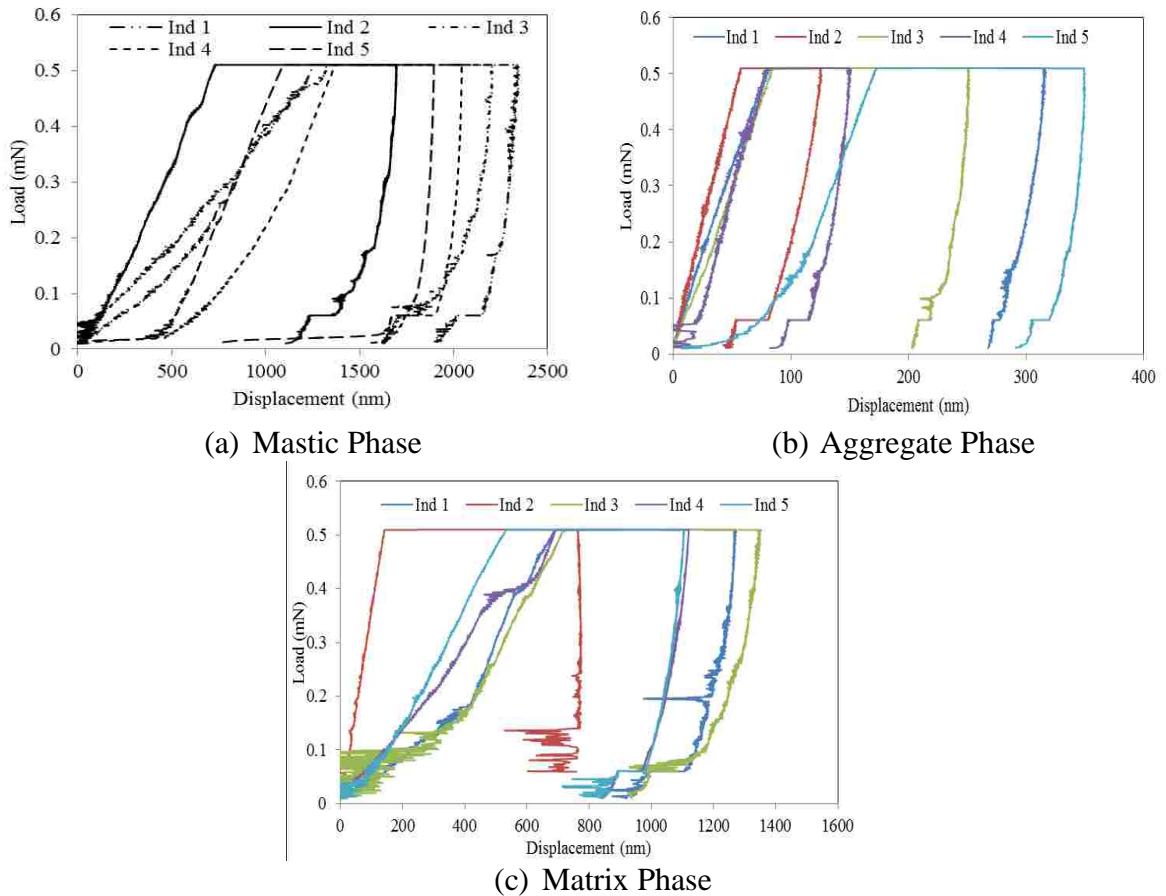 Ind 1 Ind 2 Ind 3
Ind 4 Ind 5
Load (mN)
0.6
0.5
0.4
0.3
0.2
0.1
0
0 500 1000 1500 2000 2500
Displacement (nm)
(a) Mastic Phase
Ind 1 Ind 2 Ind 3 Ind 4 Ind 5
Load (mN)
0.6
0.5
0.4
0.3
0.2
0.1
0
0 100 200 300 400
Displacement (nm)
(b) Aggregate Phase
Ind 1 Ind 2 Ind 3 Ind 4 Ind 5
Load (mN)
0.6
0.5
0.4
0.3
0.2
0.1
0
0 200 400 600 800 1000 1200 1400 1600
Displacement (nm)
(c) Matrix Phase